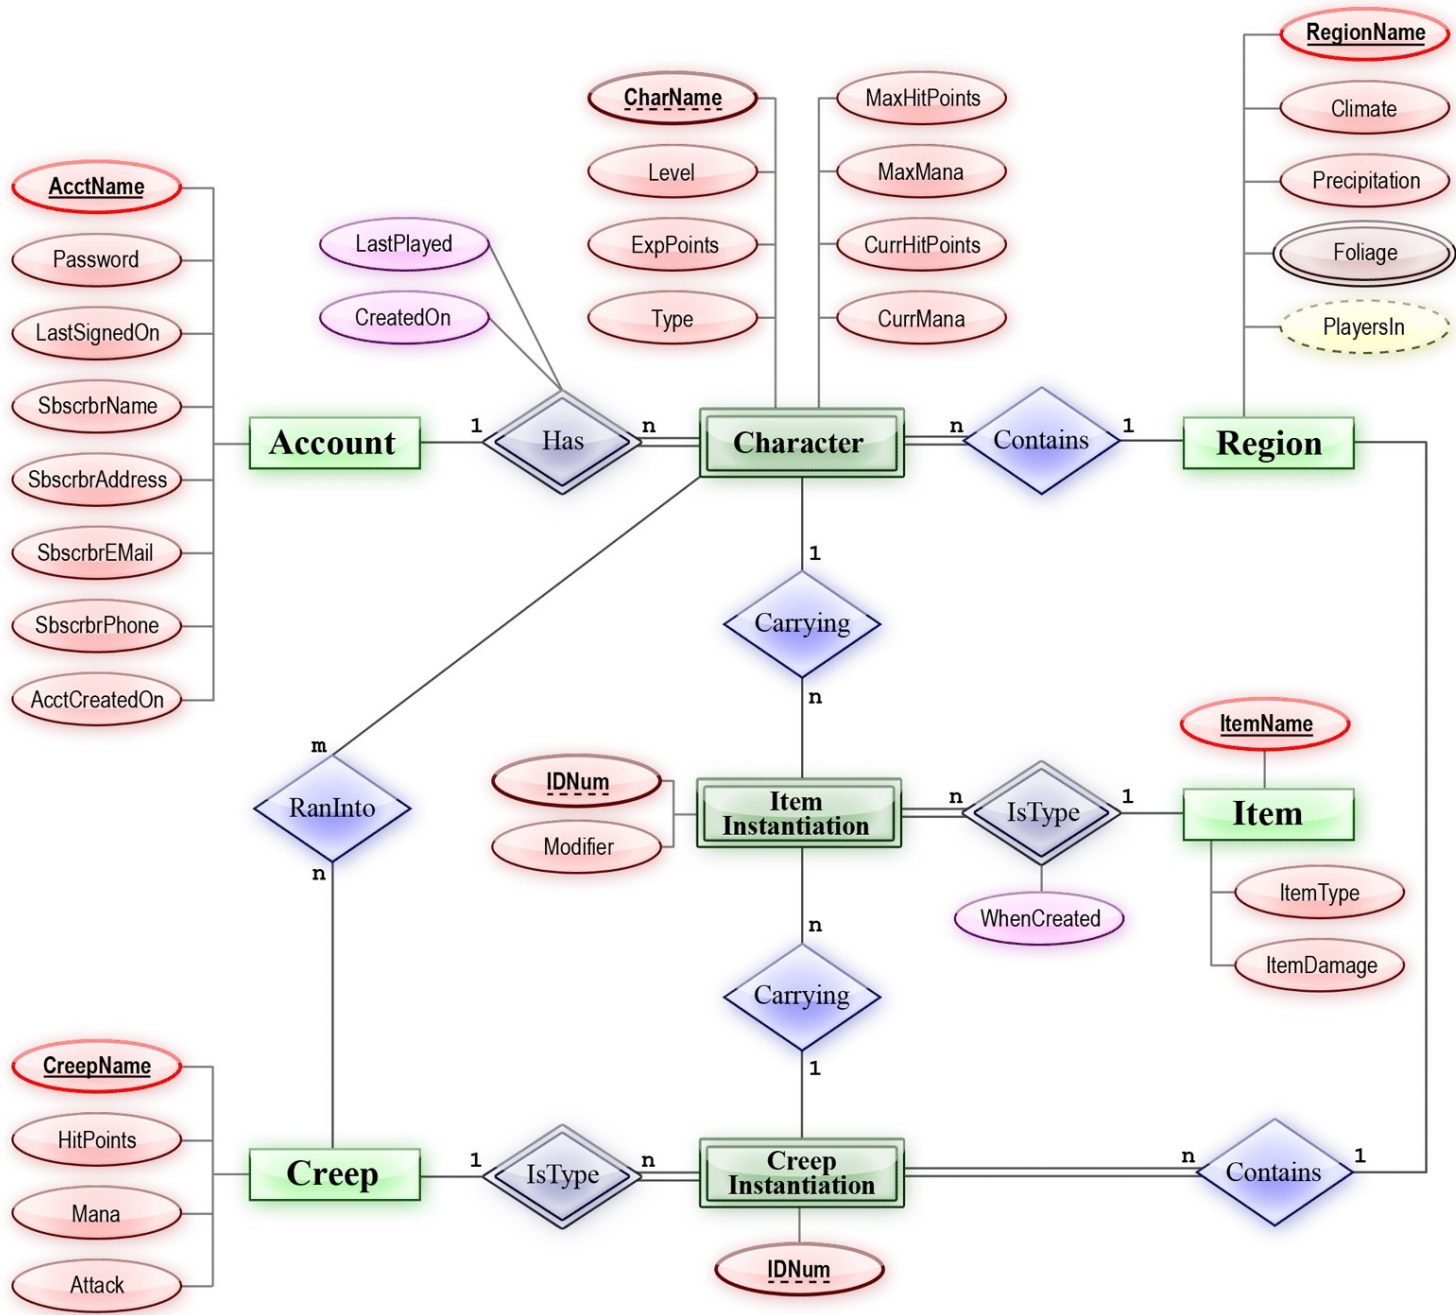 RegionName
CharName
MaxHitPoints
Climate
AcctName
Level
MaxMana
Precipitation
Password
LastPlayed
ExpPoints
CurrHitPoints
Foliage
LastSignedOn
CreatedOn
Type
CurrMana
PlayersIn
SbscrbrName
Account
1
Has
n
Character
n
Contains
1
Region
SbscrbrAddress
SbscrbrEMail
1
SbscrbrPhone
Carrying
AcctCreatedOn
n
m
ItemName
RanInto
IDNum
Item
Instantiation
n
IsType
1
Item
Modifier
n
WhenCreated
ItemType
n
ItemDamage
Carrying
CreepName
1
HitPoints
Creep
1
IsType
n
Creep
Instantiation
n
Contains
1
Mana
Attack
IDNum